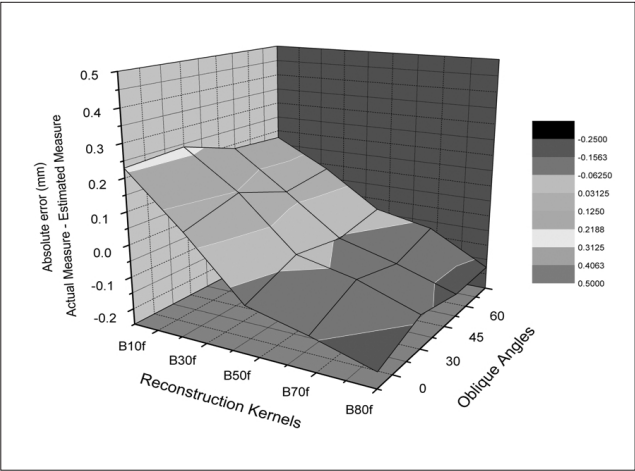 0.5
0.4
0.3
0.2
0.1
0.0
-0.1
-0.2
Absolute error (mm)
Actual Measure - Estimated Measure
B10f
B30f
B50f
B70f
B80f
Reconstruction Kernels
0
30
45
60
Oblique Angles
-0.2500
-0.1563
-0.06250
0.03125
0.1250
0.2188
0.3125
0.4063
0.5000